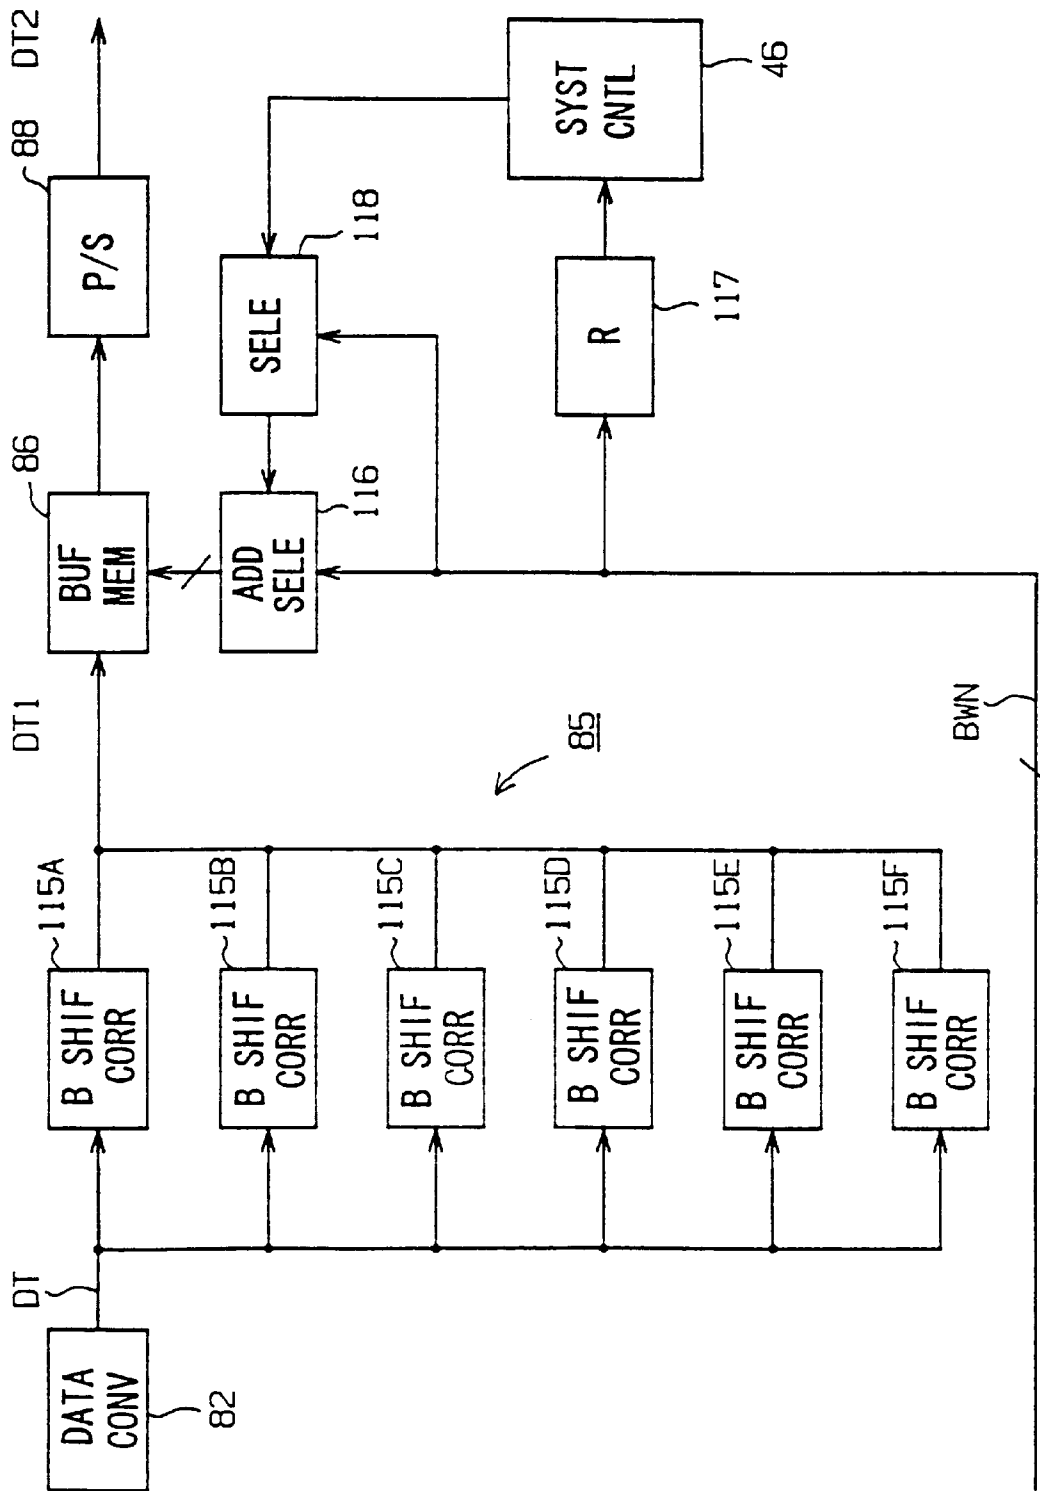 DATA
CONV
82
DT
B SHIF
CORR
115A
B SHIF
CORR
115B
B SHIF
CORR
115C
B SHIF
CORR
115D
B SHIF
CORR
115E
B SHIF
CORR
115F
85
DT1
BUF
MEM
86
P/S
88
DT2
ADD
SELE
116
SELE
118
R
117
SYST
CNTL
46
BWN